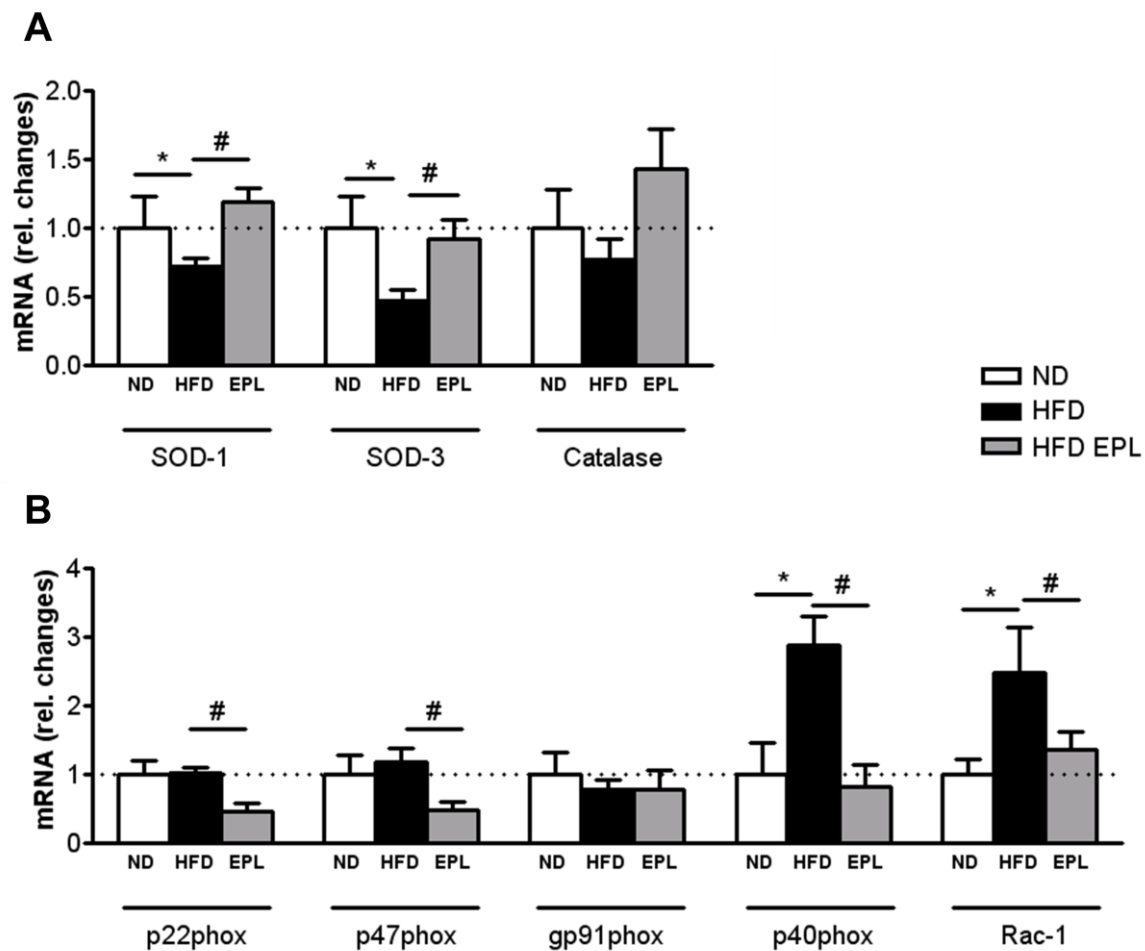 A
mRNA (rel. changes)
2.0
1.5
1.0
0.5
0.0
* # * #
ND HFD EPL ND HFD EPL ND HFD EPL
SOD-1 SOD-3 Catalase
ND
HFD
HFD EPL
B
mRNA (rel. changes)
4
3
2
1
0
# # * # * #
ND HFD EPL ND HFD EPL ND HFD EPL ND HFD EPL ND HFD EPL
p22phox p47phox gp91phox p40phox Rac-1